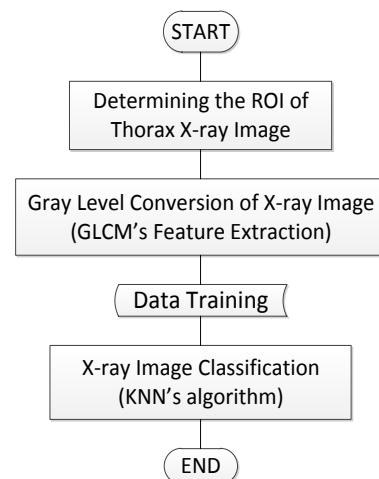 START
Determining the ROI of
Thorax X-ray Image
Gray Level Conversion of X-ray Image
(GLCM's Feature Extraction)
Data Training
X-ray Image Classification
(KNN's algorithm)
END